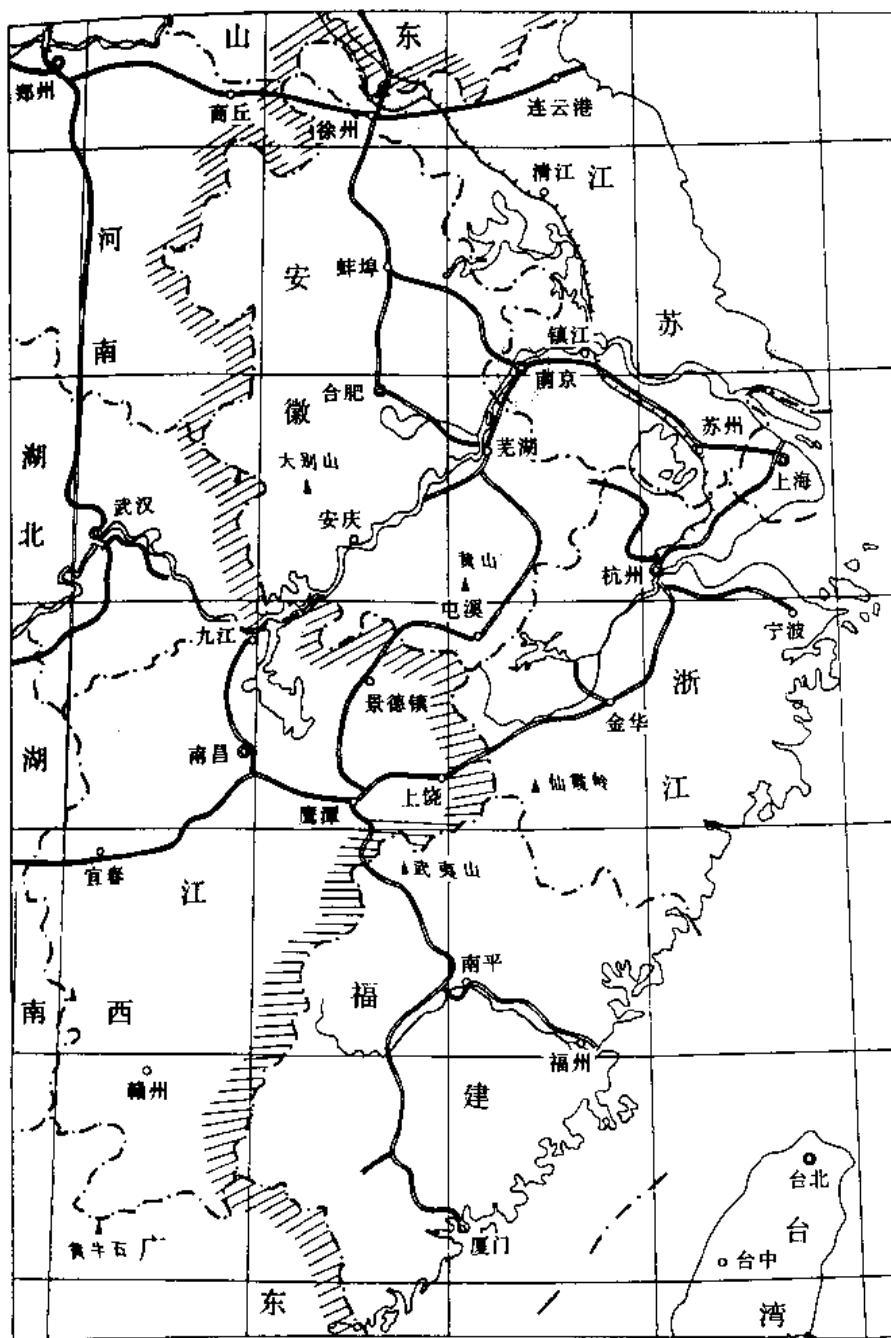 山
东
郑州
商丘
徐州
连云港
清江
江
河
安
蚌埠
南
镇江
苏
合肥
徽
南京
苏州
芜湖
上海
湖
大别山
武汉
安庆
北
黄山
杭州
屯溪
九江
宁波
浙
景德镇
金华
湖
南昌
上饶
仙霞岭
江
鹰潭
宜春
武夷山
江
南平
福
南
西
福州
赣州
建
台北
黄牛石
广
厦门
台
台中
东
湾